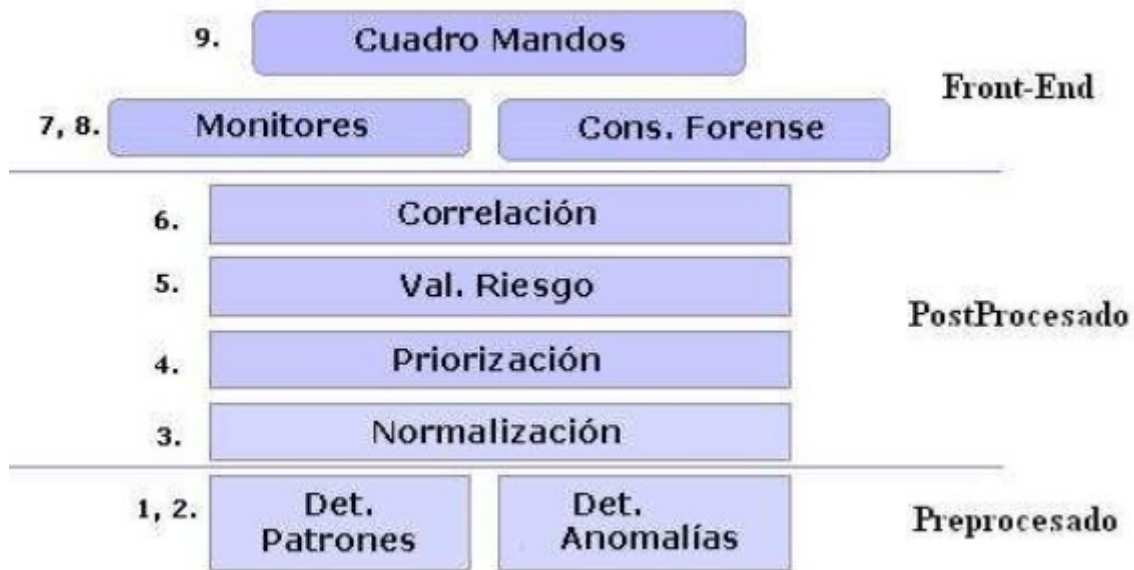 9.
Cuadro Mandos
Front-End
7, 8.
Monitores
Cons. Forense
6.
Correlación
5.
Val. Riesgo
PostProcesado
4.
Priorización
3.
Normalización
1, 2.
Det.
Patrones
Det.
Anomalías
Preprocesado